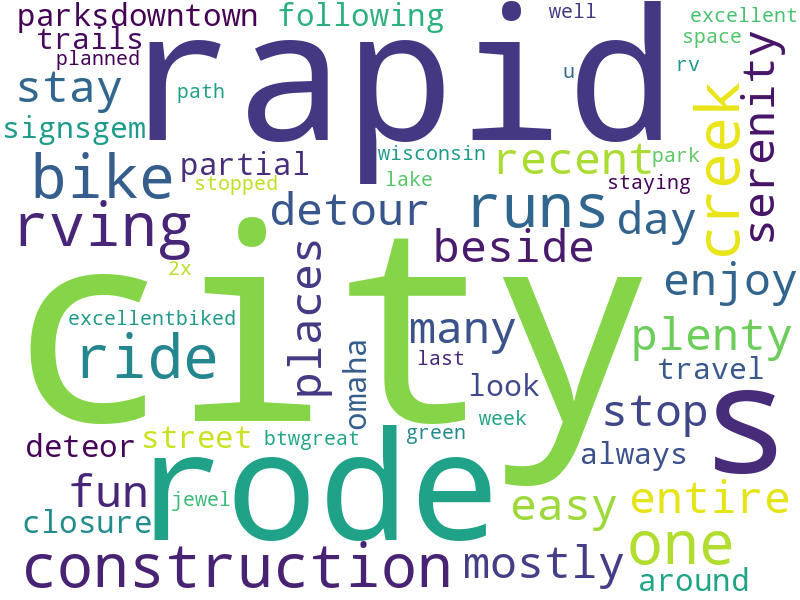 parksdowntown
following
well
excellent
trails
rapid
space
planned
stay
path
u
rv
signsgem
creek
serenity
bike
partial
wisconsin
recent
park
stopped
lake
staying
rving
detour
runs
day
city
beside
places
2x
enjoy
excellentbiked
ride
many
plenty
omaha
last
look
travel
s
deteor
street
btwgreat
green
week
stop
rode
always
fun
jewel
easy
entire
closure
one
construction
mostly
around